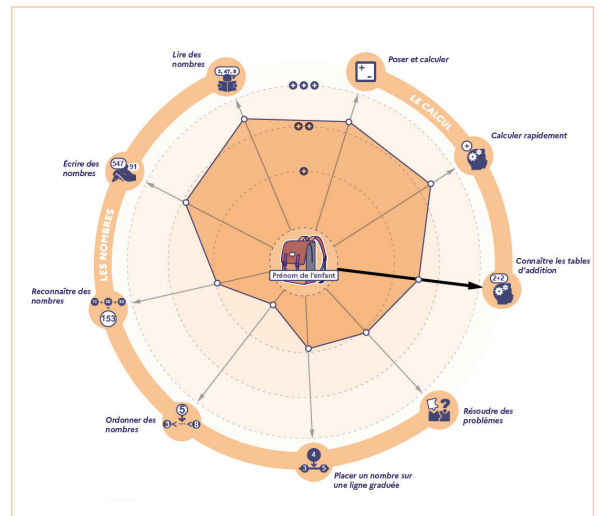 Lire des
nombres
3, 47, 8
Poser et calculer
+
-
LE CALCUL
Calculer rapidement
+
Écrire des
nombres
547
91
LES NOMBRES
Prénom de l'enfant
Connaître les tables
d'addition
2+2
Reconnaître des
nombres
153
Ordonner des
nombres
5
3< ... <8
Résoudre des
problèmes
?
4
3
5
Placer un nombre sur
une ligne graduée